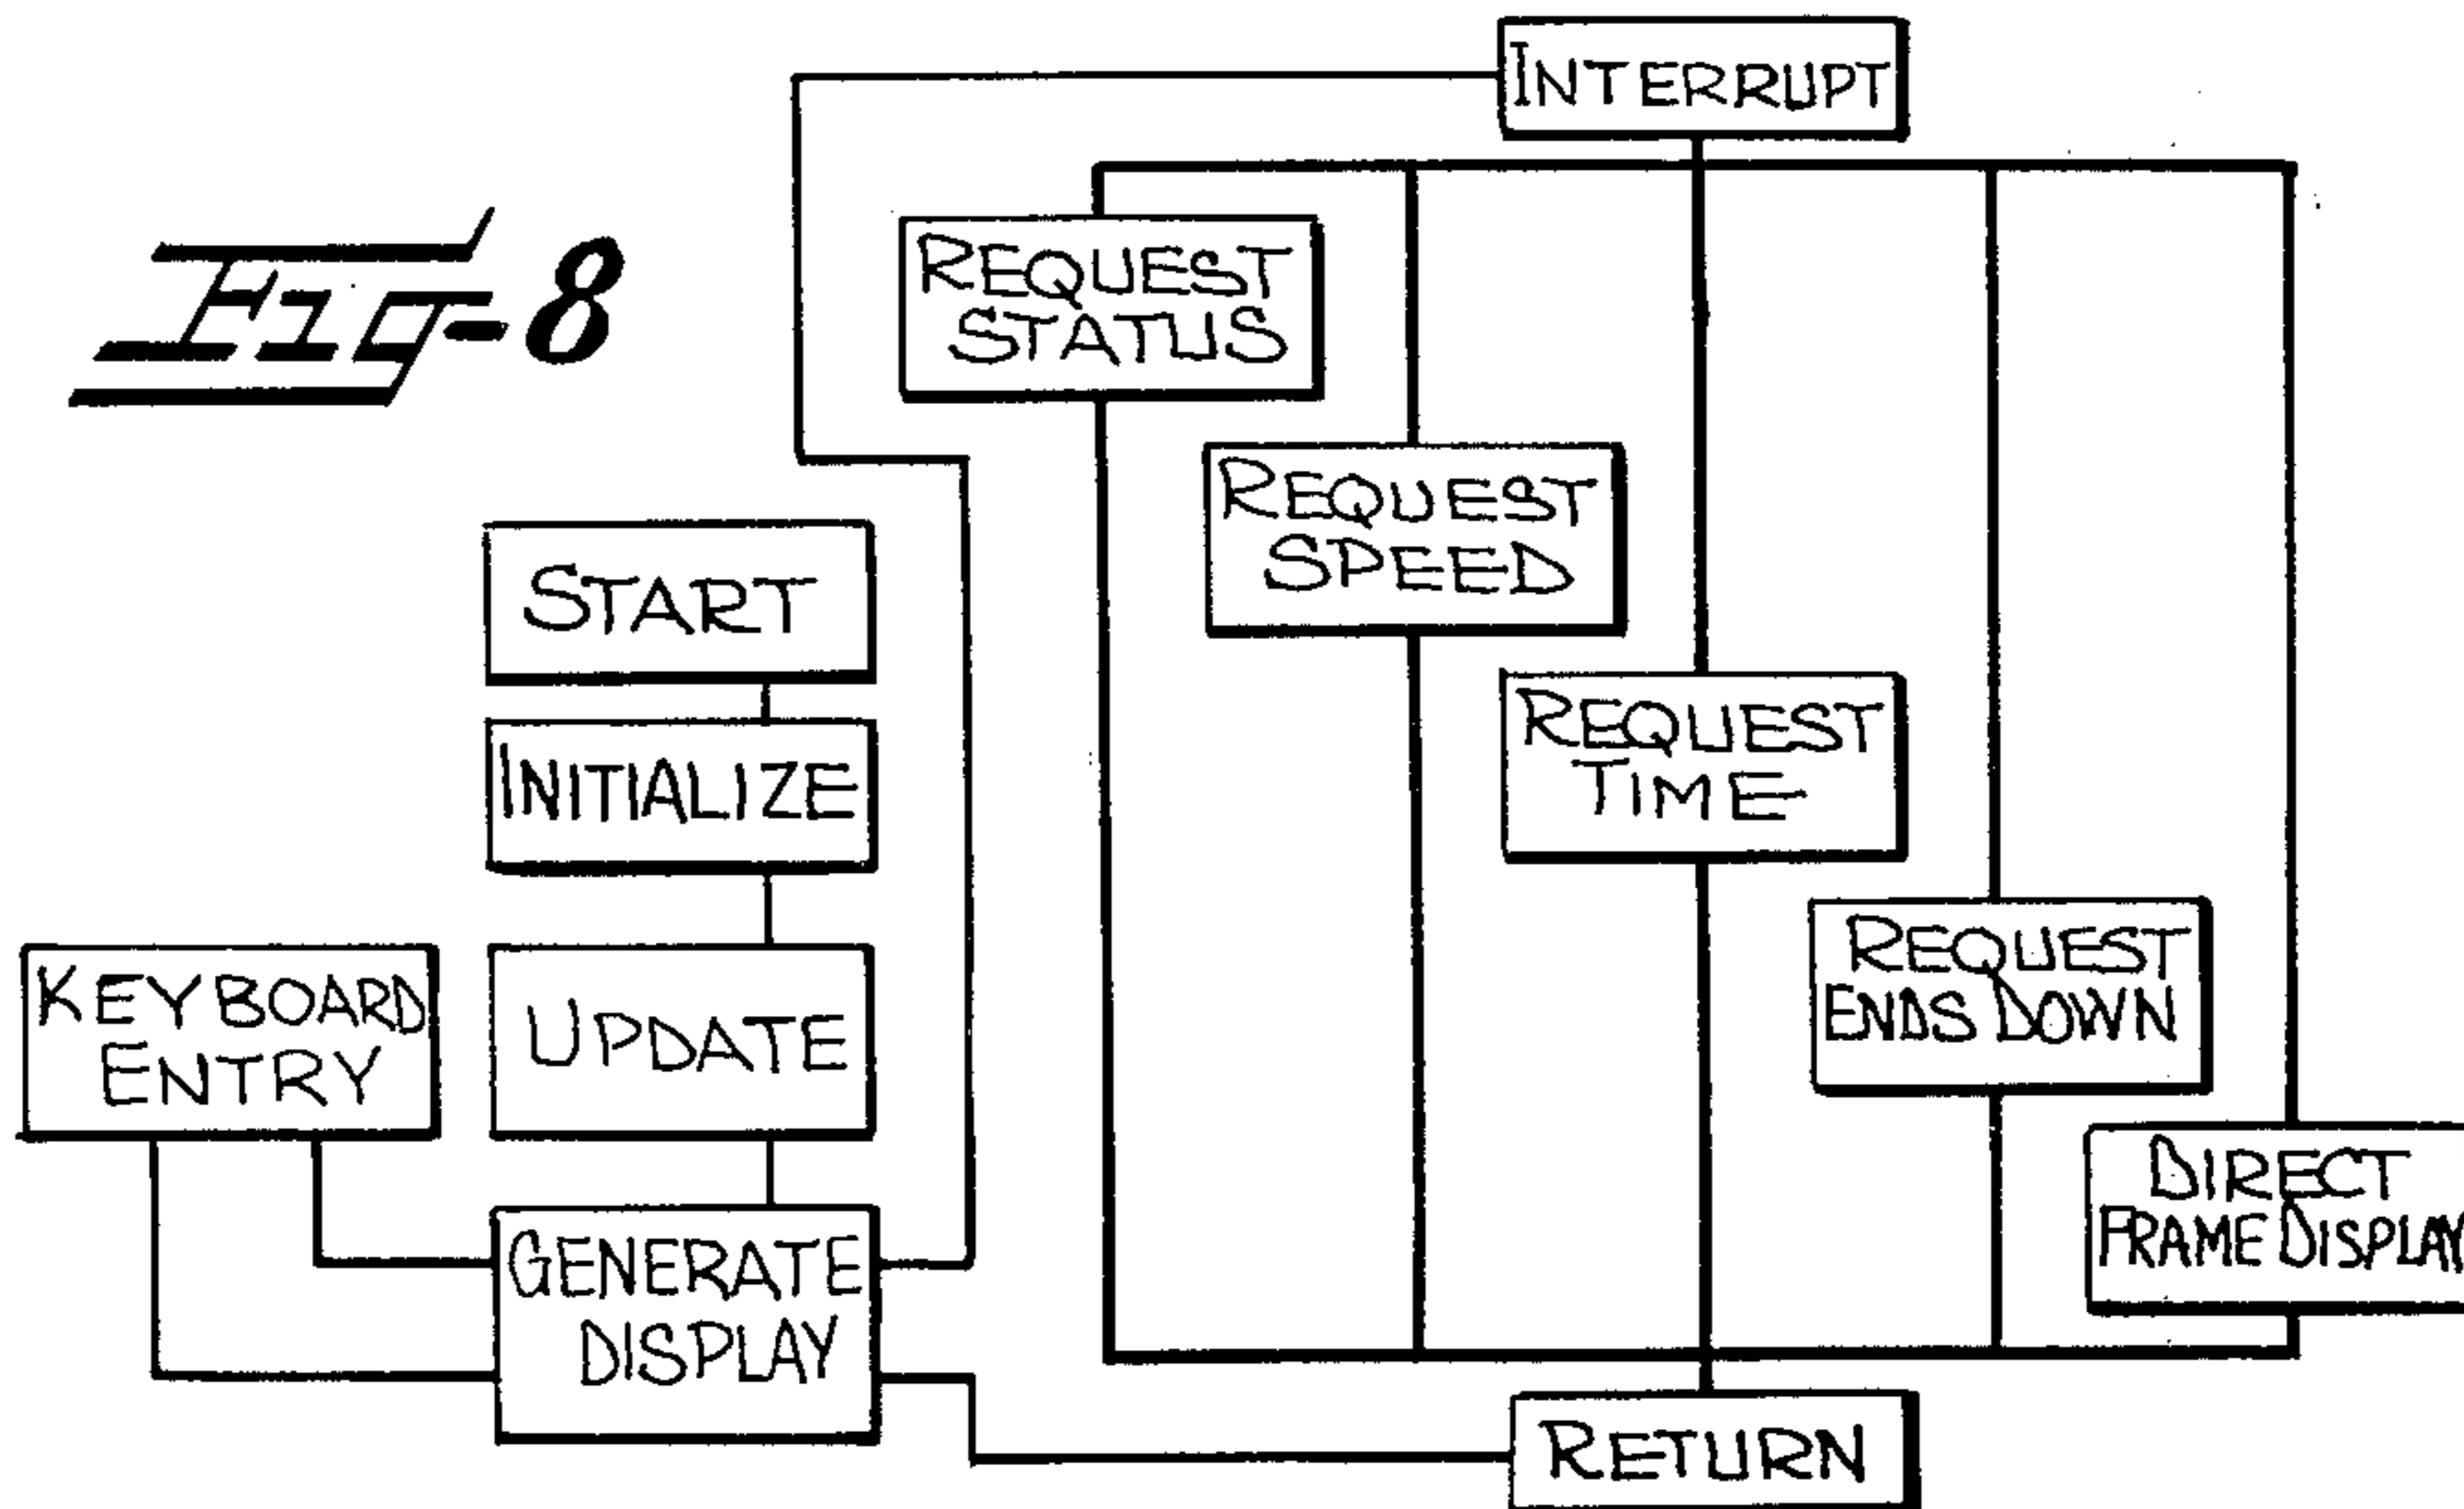 INTERRUPT
Fig-8
REQUEST
STATUS
REQUEST
SPEED
START
REQUEST
TIME
INITIALIZE
REQUEST
ENDS DOWN
KEYBOARD
ENTRY
UPDATE
DIRECT
FRAME DISPLAY
GENERATE
DISPLAY
RETURN